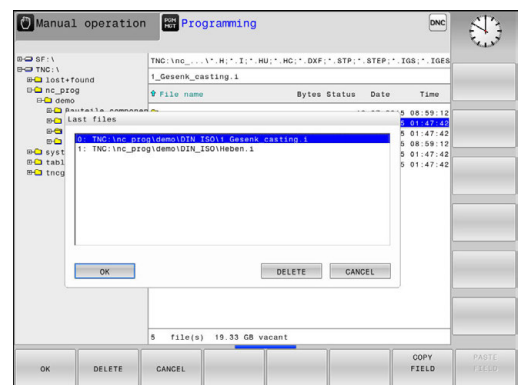 Manual operation
PGM MGT
Programming
DNC
SF:\
TNC:\
lost+found
nc_prog
demo
TNC:\nc_...\*.H;*.I;*.HU;*.HC;*.DXF;*.STP;*.STEP;*.IGS;*.IGES
1_Gesenk_casting.i
File name Bytes Status Date Time
5 08:59:12
5 01:47:42
5 01:47:42
5 08:59:12
5 01:47:42
5 01:47:42
syst
tabl
tncg
Last files
0: TNC:\nc_prog\demo\DIN_ISO\1_Gesenk_casting.i
1: TNC:\nc_prog\demo\DIN_ISO\Heben.i
OK DELETE CANCEL
5 file(s) 19.33 GB vacant
OK DELETE CANCEL COPY FIELD PASTE FIELD